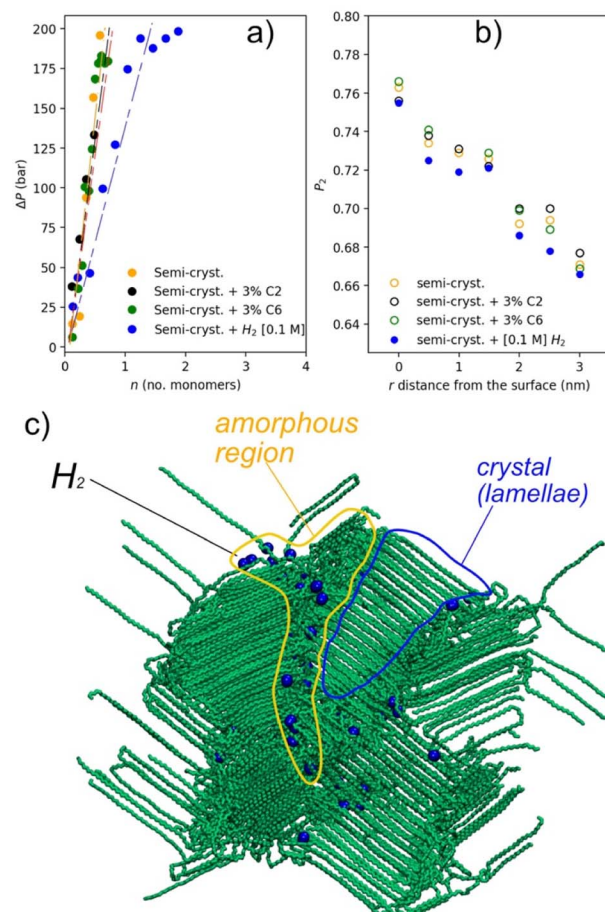 a)
200
175
150
125
100
75
50
25
0
ΔP (bar)
Semi-cryst.
Semi-cryst. + 3% C2
Semi-cryst. + 3% C6
Semi-cryst. + H₂ [0.1 M]
0 1 2 3 4
n (no. monomers)
b)
0.80
0.78
0.76
0.74
0.72
0.70
0.68
0.66
0.64
P₂
semi-cryst.
semi-cryst. + 3% C2
semi-cryst. + 3% C6
semi-cryst. + [0.1 M] H₂
0 1 2 3
r distance from the surface (nm)
c)
amorphous
region
H₂
crystal
(lamellae)